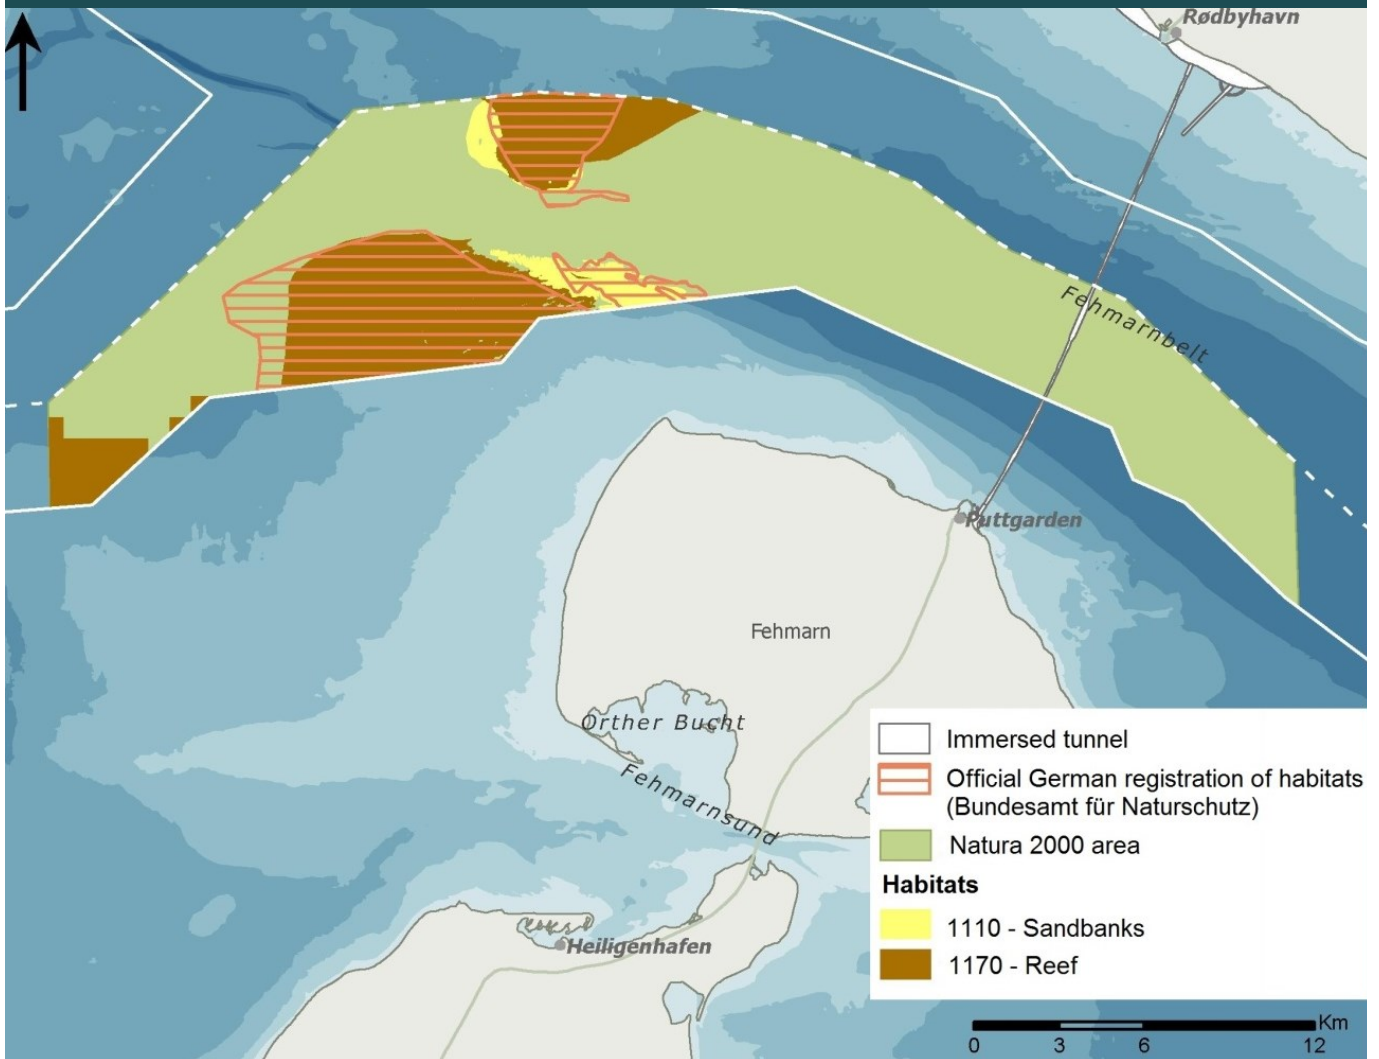 Rødbyhavn
Fehmarnbelt
Puttgarden
Fehmarn
Orther Bucht
Fehmarnsund
Heiligenhafen
Immersed tunnel
Official German registration of habitats
(Bundesamt für Naturschutz)
Natura 2000 area
Habitats
1110 - Sandbanks
1170 - Reef
Km
0 3 6 12